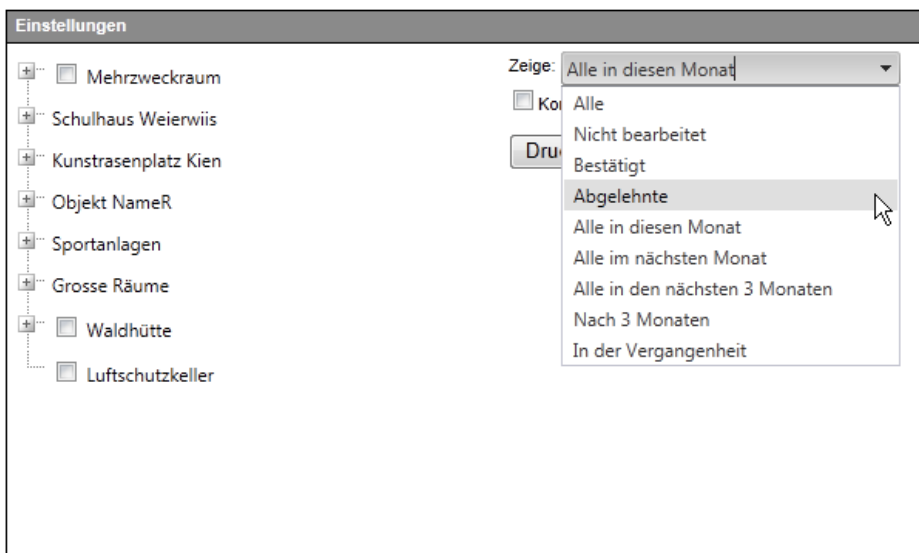 Einstellungen
Mehrzweckraum
Schulhaus Weierwiis
Kunstrasenplatz Kien
Objekt NameR
Sportanlagen
Grosse Räume
Waldhütte
Luftschutzkeller
Zeige: Alle in diesen Monat
Alle
Nicht bearbeitet
Bestätigt
Abgelehnte
Alle in diesen Monat
Alle im nächsten Monat
Alle in den nächsten 3 Monaten
Nach 3 Monaten
In der Vergangenheit